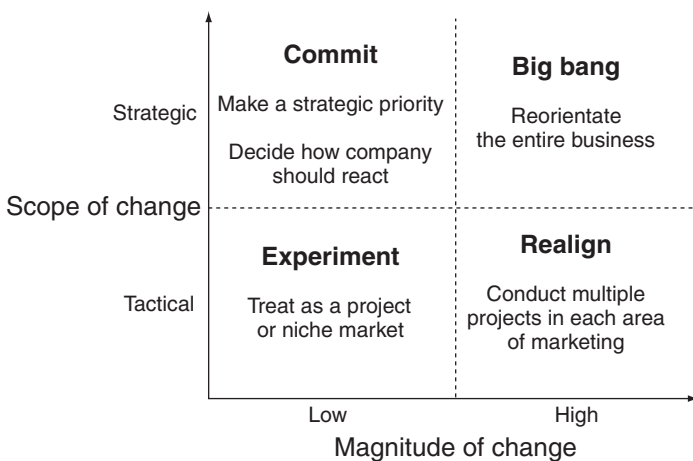 Commit
Make a strategic priority
Decide how company
should react
Big bang
Reorientate
the entire business
Strategic
Scope of change
Experiment
Treat as a project
or niche market
Realign
Conduct multiple
projects in each area
of marketing
Tactical
Low
High
Magnitude of change